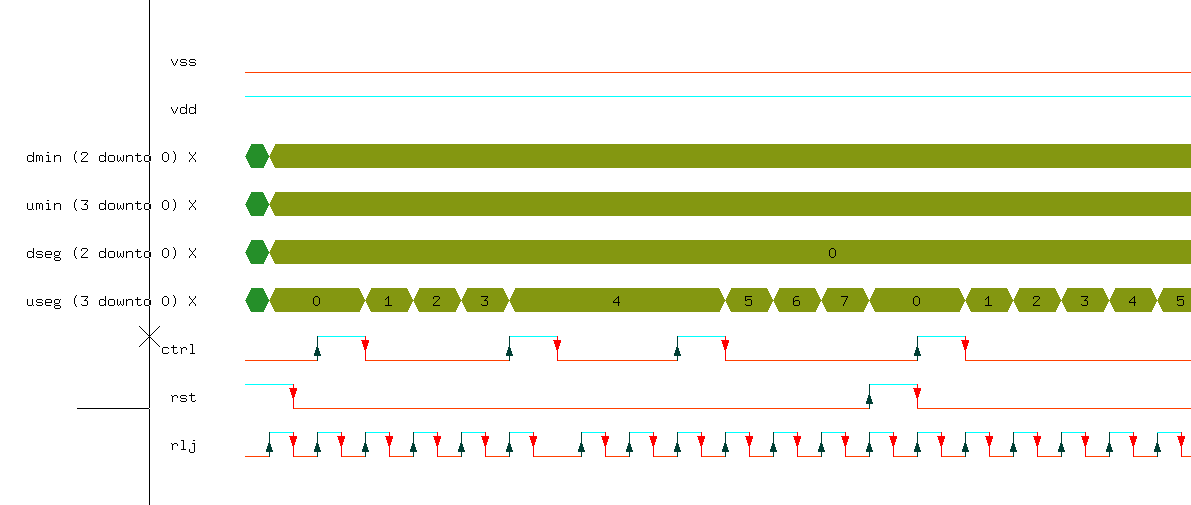 vss
vdd
dmin (2 downto 0) X
umin (3 downto 0) X
dseg (2 downto 0) X 0
useg (3 downto 0) X 0 1 2 3 4 5 6 7 0 1 2 3 4 5
ctrl
rst
rlj